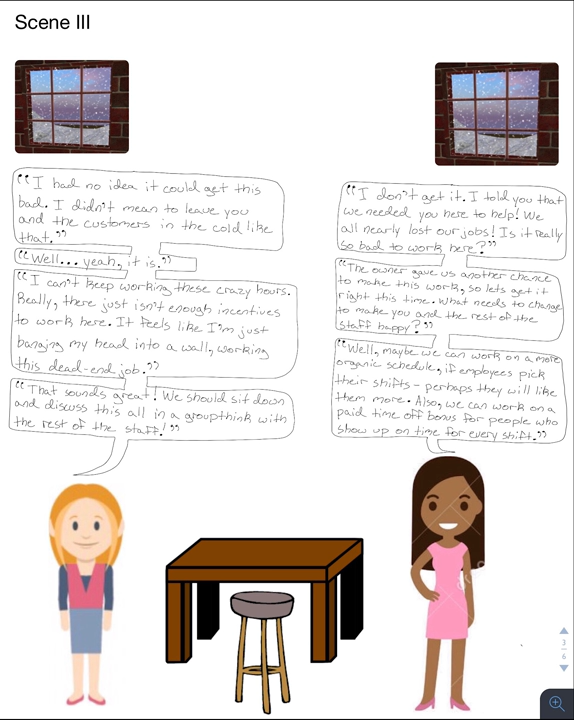 Scene III
“I had no idea it could get this
bad. I didn't mean to leave you
and the customers in the cold like
that.”
“Well... yeah, it is.”
“I can't keep working these crazy hours.
Really, there just isn't enough incentives
to work here. It feels like I'm just
banging my head into a wall, working
this dead-end job.”
“That sounds great! We should sit down
and discuss this all in a groupthink with
the rest of the staff!”
“I don't get it. I told you that
we needed you here to help! We
all nearly lost our jobs! Is it really
so bad to work here?”
“The owner gave us another chance
to make this work, so lets get it
right this time. What needs to change
to make you and the rest of the
staff happy?”
“Well, maybe we can work on a more
organic schedule, if employees pick
their shifts - perhaps they will like
them more. Also, we can work on a
paid time off bonus for people who
show up on time for every shift.”
3
6